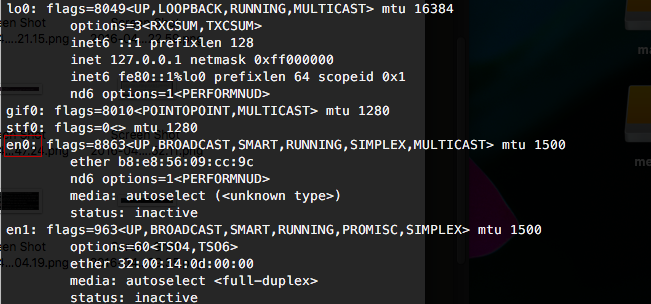 lo0: flags=8049<UP,LOOPBACK,RUNNING,MULTICAST> mtu 16384
options=3<RXCSUM,TXCSUM>
inet6 ::1 prefixlen 128
inet 127.0.0.1 netmask 0xff000000
inet6 fe80::1%lo0 prefixlen 64 scopeid 0x1
nd6 options=1<PERFORMNUD>
gif0: flags=8010<POINTOPOINT,MULTICAST> mtu 1280
stf0: flags=0<> mtu 1280
en0: flags=8863<UP,BROADCAST,SMART,RUNNING,SIMPLEX,MULTICAST> mtu 1500
ether b8:e8:56:09:cc:9c
nd6 options=1<PERFORMNUD>
media: autoselect (<unknown type>)
status: inactive
en1: flags=963<UP,BROADCAST,SMART,RUNNING,PROMISC,SIMPLEX> mtu 1500
options=60<TSO4,TSO6>
ether 32:00:14:0d:00:00
media: autoselect <full-duplex>
status: inactive